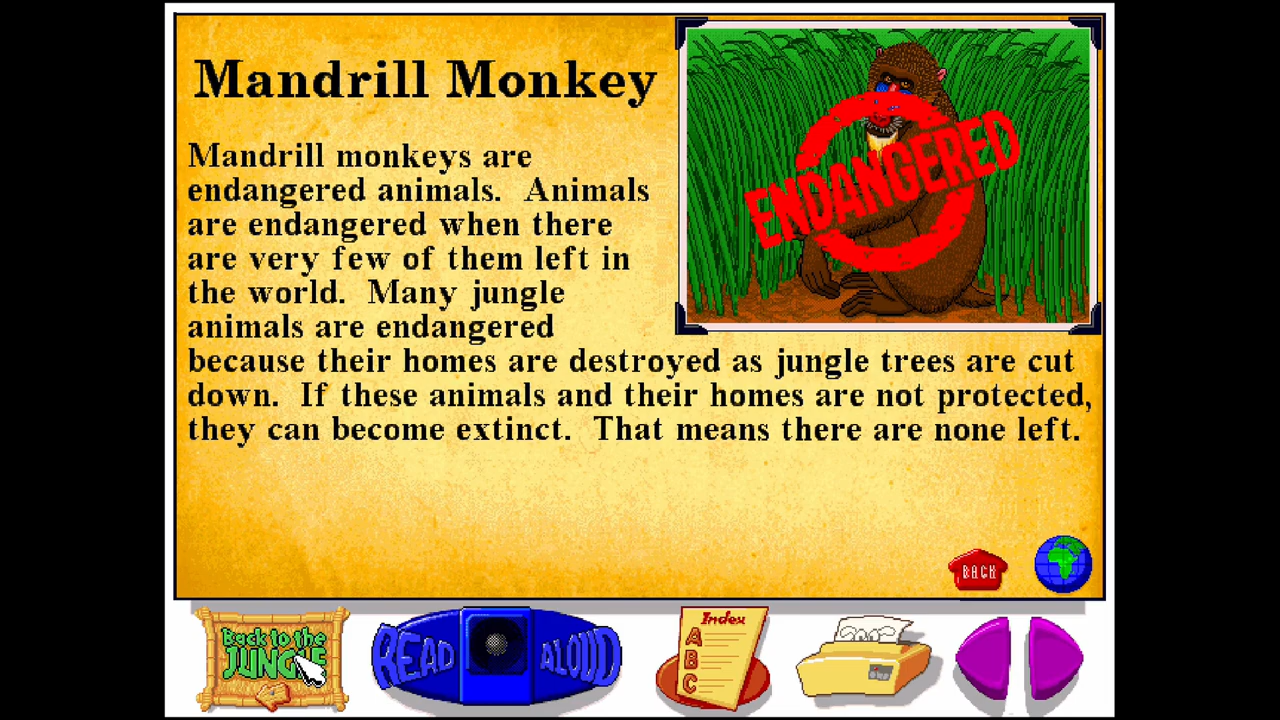 Mandrill Monkey
ENDANGERED
Mandrill monkeys are
endangered animals.  Animals
are endangered when there
are very few of them left in
the world.  Many jungle
animals are endangered
because their homes are destroyed as jungle trees are cut
down.  If these animals and their homes are not protected,
they can become extinct.  That means there are none left.
BACK
Back to the
JUNGLE
READ ALOUD
Index
A
B
C